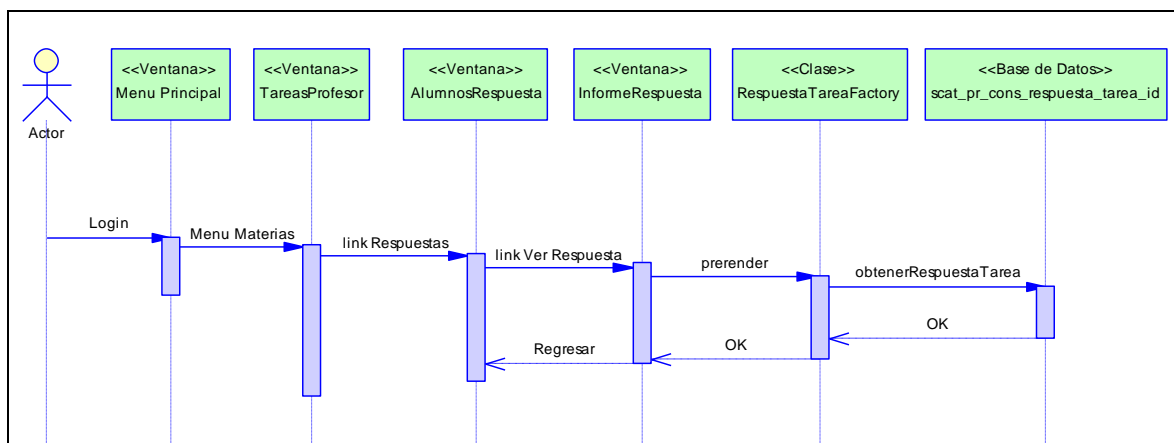 <<Ventana>>
Menu Principal
<<Ventana>>
TareasProfesor
<<Ventana>>
AlumnosRespuesta
<<Ventana>>
InformeRespuesta
<<Clase>>
RespuestaTareaFactory
<<Base de Datos>>
scat_pr_cons_respuesta_tarea_id
Actor
Login
Menu Materias
link Respuestas
link Ver Respuesta
prerender
obtenerRespuestaTarea
OK
OK
Regresar